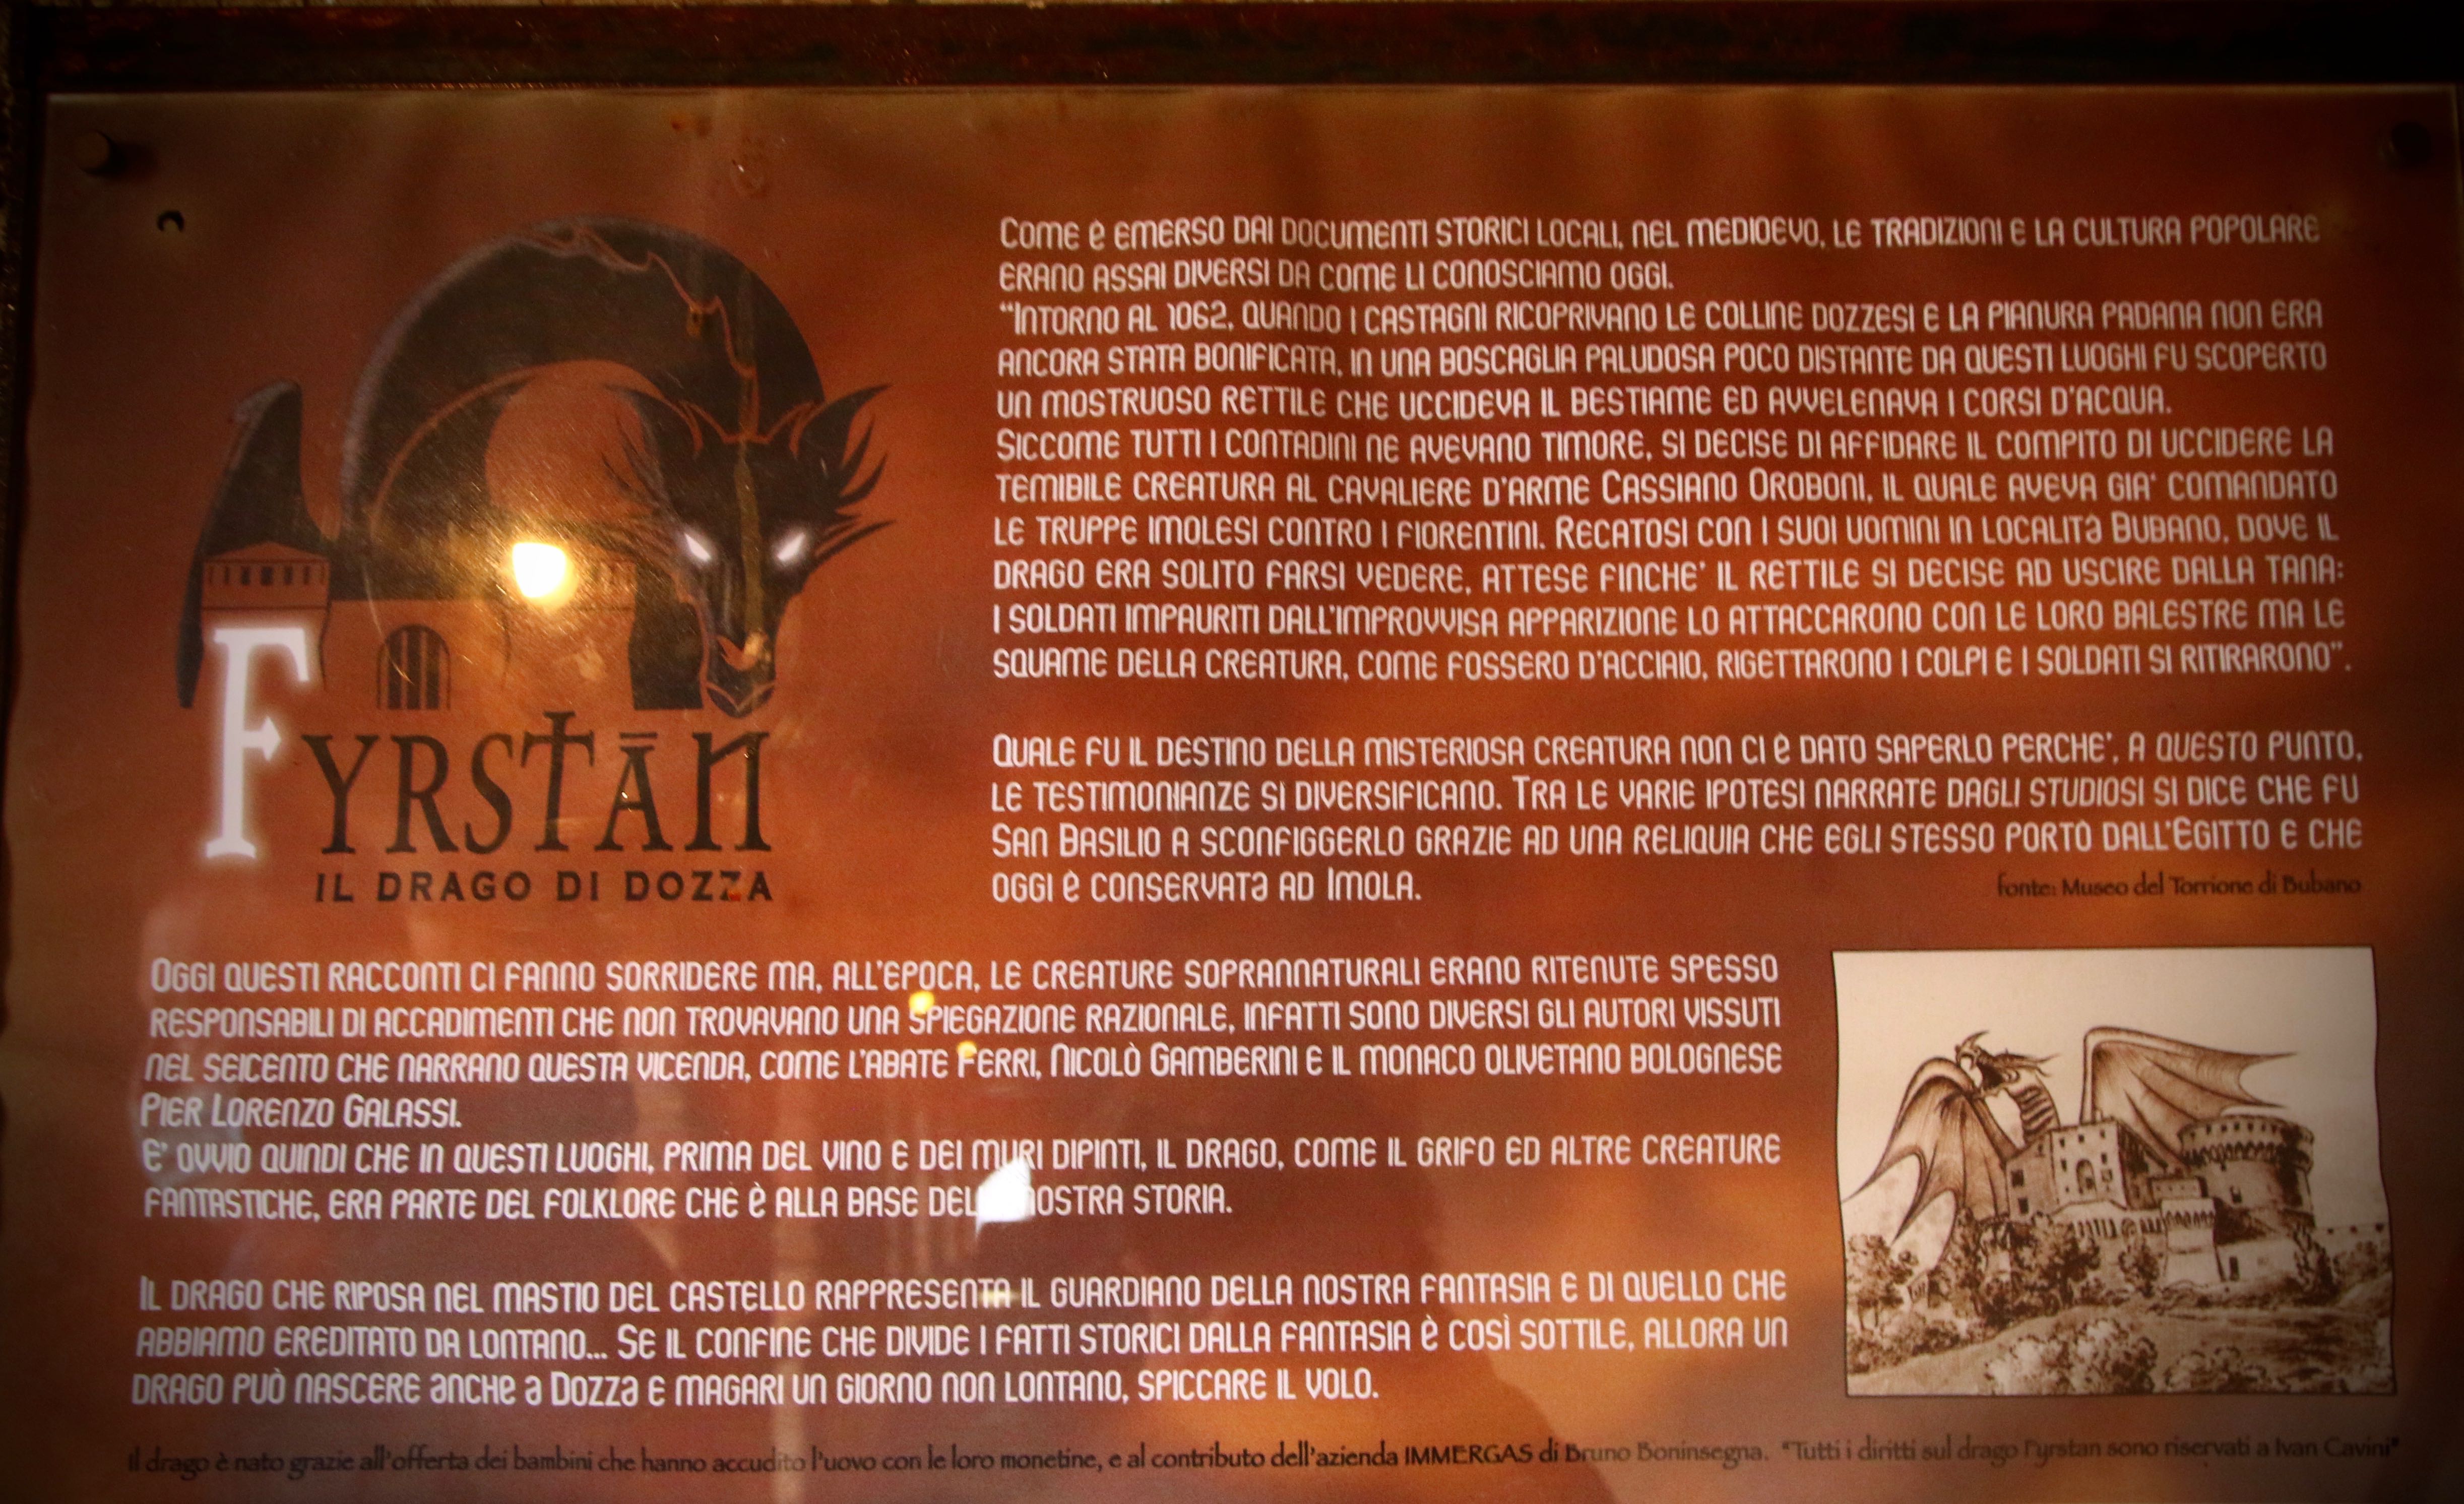 FYRSTĀN
IL DRAGO DI DOZZA
Come è emerso dai documenti storici locali, nel medioevo, le tradizioni e la cultura popolare
erano assai diversi da come li conosciamo oggi.
“Intorno al 1062, quando i castagni ricoprivano le colline dozzesi e la pianura padana non era
ancora stata bonificata, in una boscaglia paludosa poco distante da questi luoghi fu scoperto
un mostruoso rettile che uccideva il bestiame ed avvelenava i corsi d'acqua.
Siccome tutti i contadini ne avevano timore, si decise di affidare il compito di uccidere la
temibile creatura al cavaliere d'arme Cassiano Oroboni, il quale aveva gia' comandato
le truppe imolesi contro i fiorentini. Recatosi con i suoi uomini in località Bubano, dove il
drago era solito farsi vedere, attese finche' il rettile si decise ad uscire dalla tana:
i soldati impauriti dall'improvvisa apparizione lo attaccarono con le loro balestre ma le
squame della creatura, come fossero d'acciaio, rigettarono i colpi e i soldati si ritirarono”.
Quale fu il destino della misteriosa creatura non ci è dato saperlo perche', a questo punto,
le testimonianze si diversificano. Tra le varie ipotesi narrate dagli studiosi si dice che fu
San Basilio a sconfiggerlo grazie ad una reliquia che egli stesso portò dall'Egitto e che
oggi è conservata ad Imola.
fonte: Museo del Torrione di Bubano
Oggi questi racconti ci fanno sorridere ma, all'epoca, le creature soprannaturali erano ritenute spesso
responsabili di accadimenti che non trovavano una spiegazione razionale, infatti sono diversi gli autori vissuti
nel seicento che narrano questa vicenda, come l'abate Ferri, Nicolò Gamberini e il monaco olivetano bolognese
Pier Lorenzo Galassi.
E' ovvio quindi che in questi luoghi, prima del vino e dei muri dipinti, il drago, come il grifo ed altre creature
fantastiche, era parte del folklore che è alla base della nostra storia.
Il drago che riposa nel mastio del castello rappresenta il guardiano della nostra fantasia e di quello che
abbiamo ereditato da lontano... Se il confine che divide i fatti storici dalla fantasia è così sottile, allora un
drago può nascere anche a Dozza e magari un giorno non lontano, spiccare il volo.
Il drago è nato grazie all'offerta dei bambini che hanno accudito l'uovo con le loro monetine, e al contributo dell'azienda IMMERGAS di Bruno Boninsegna. "Tutti i diritti sul drago Fyrstan sono riservati a Ivan Cavini"